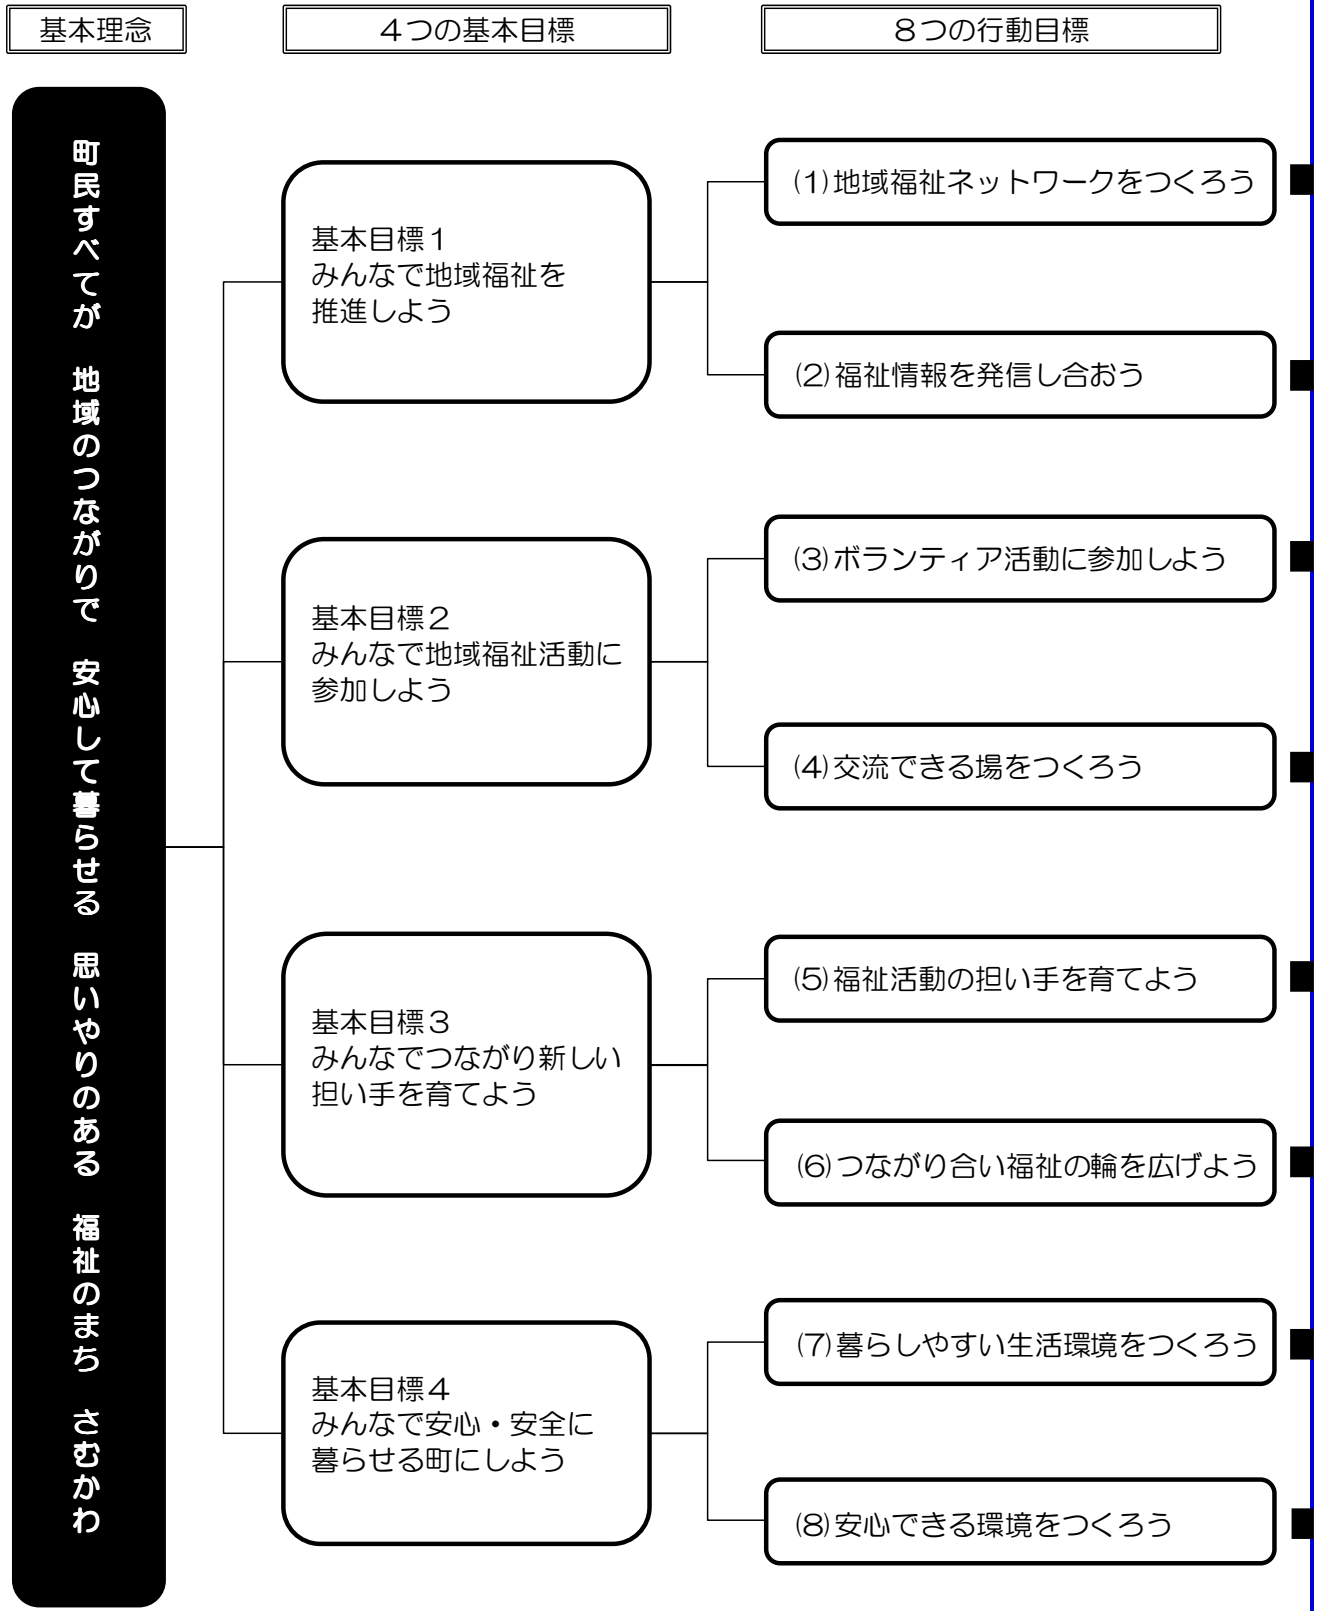 基本理念
4つの基本目標
8つの行動目標
町民すべてが 地域のつながりで 安心して暮らせる 思いやりのある 福祉のまち さむかわ
基本目標1
みんなで地域福祉を
推進しよう
(1)地域福祉ネットワークをつくろう
(2)福祉情報を発信し合おう
基本目標2
みんなで地域福祉活動に
参加しよう
(3)ボランティア活動に参加しよう
(4)交流できる場をつくろう
基本目標3
みんなでつながり新しい
担い手を育てよう
(5)福祉活動の担い手を育てよう
(6)つながり合い福祉の輪を広げよう
基本目標4
みんなで安心・安全に
暮らせる町にしよう
(7)暮らしやすい生活環境をつくろう
(8)安心できる環境をつくろう